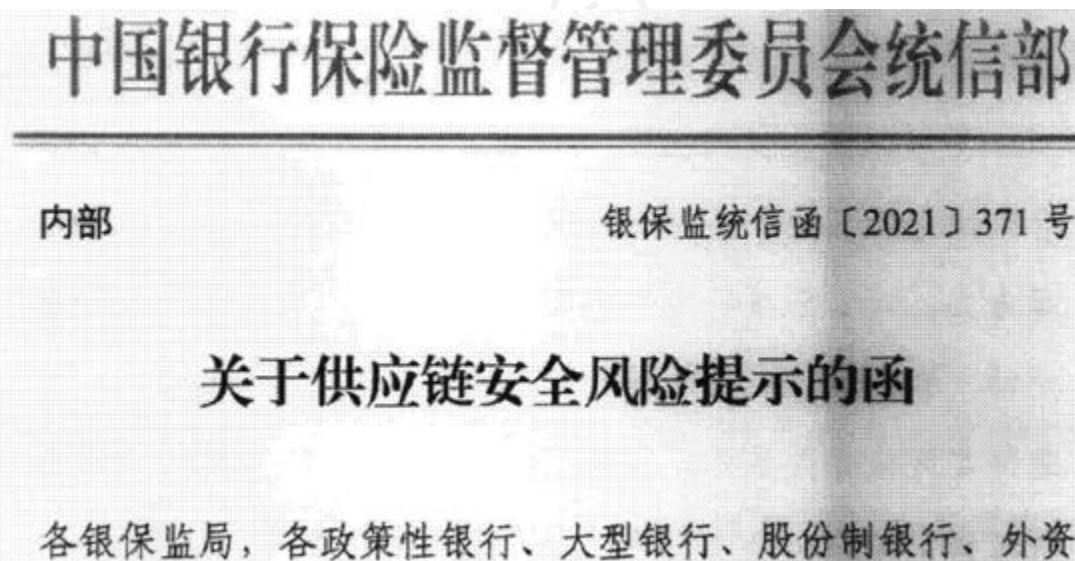 中国银行保险监督管理委员会统信部
内部 银保监统信函〔2021〕371 号
关于供应链安全风险提示的函
各银保监局，各政策性银行、大型银行、股份制银行、外资